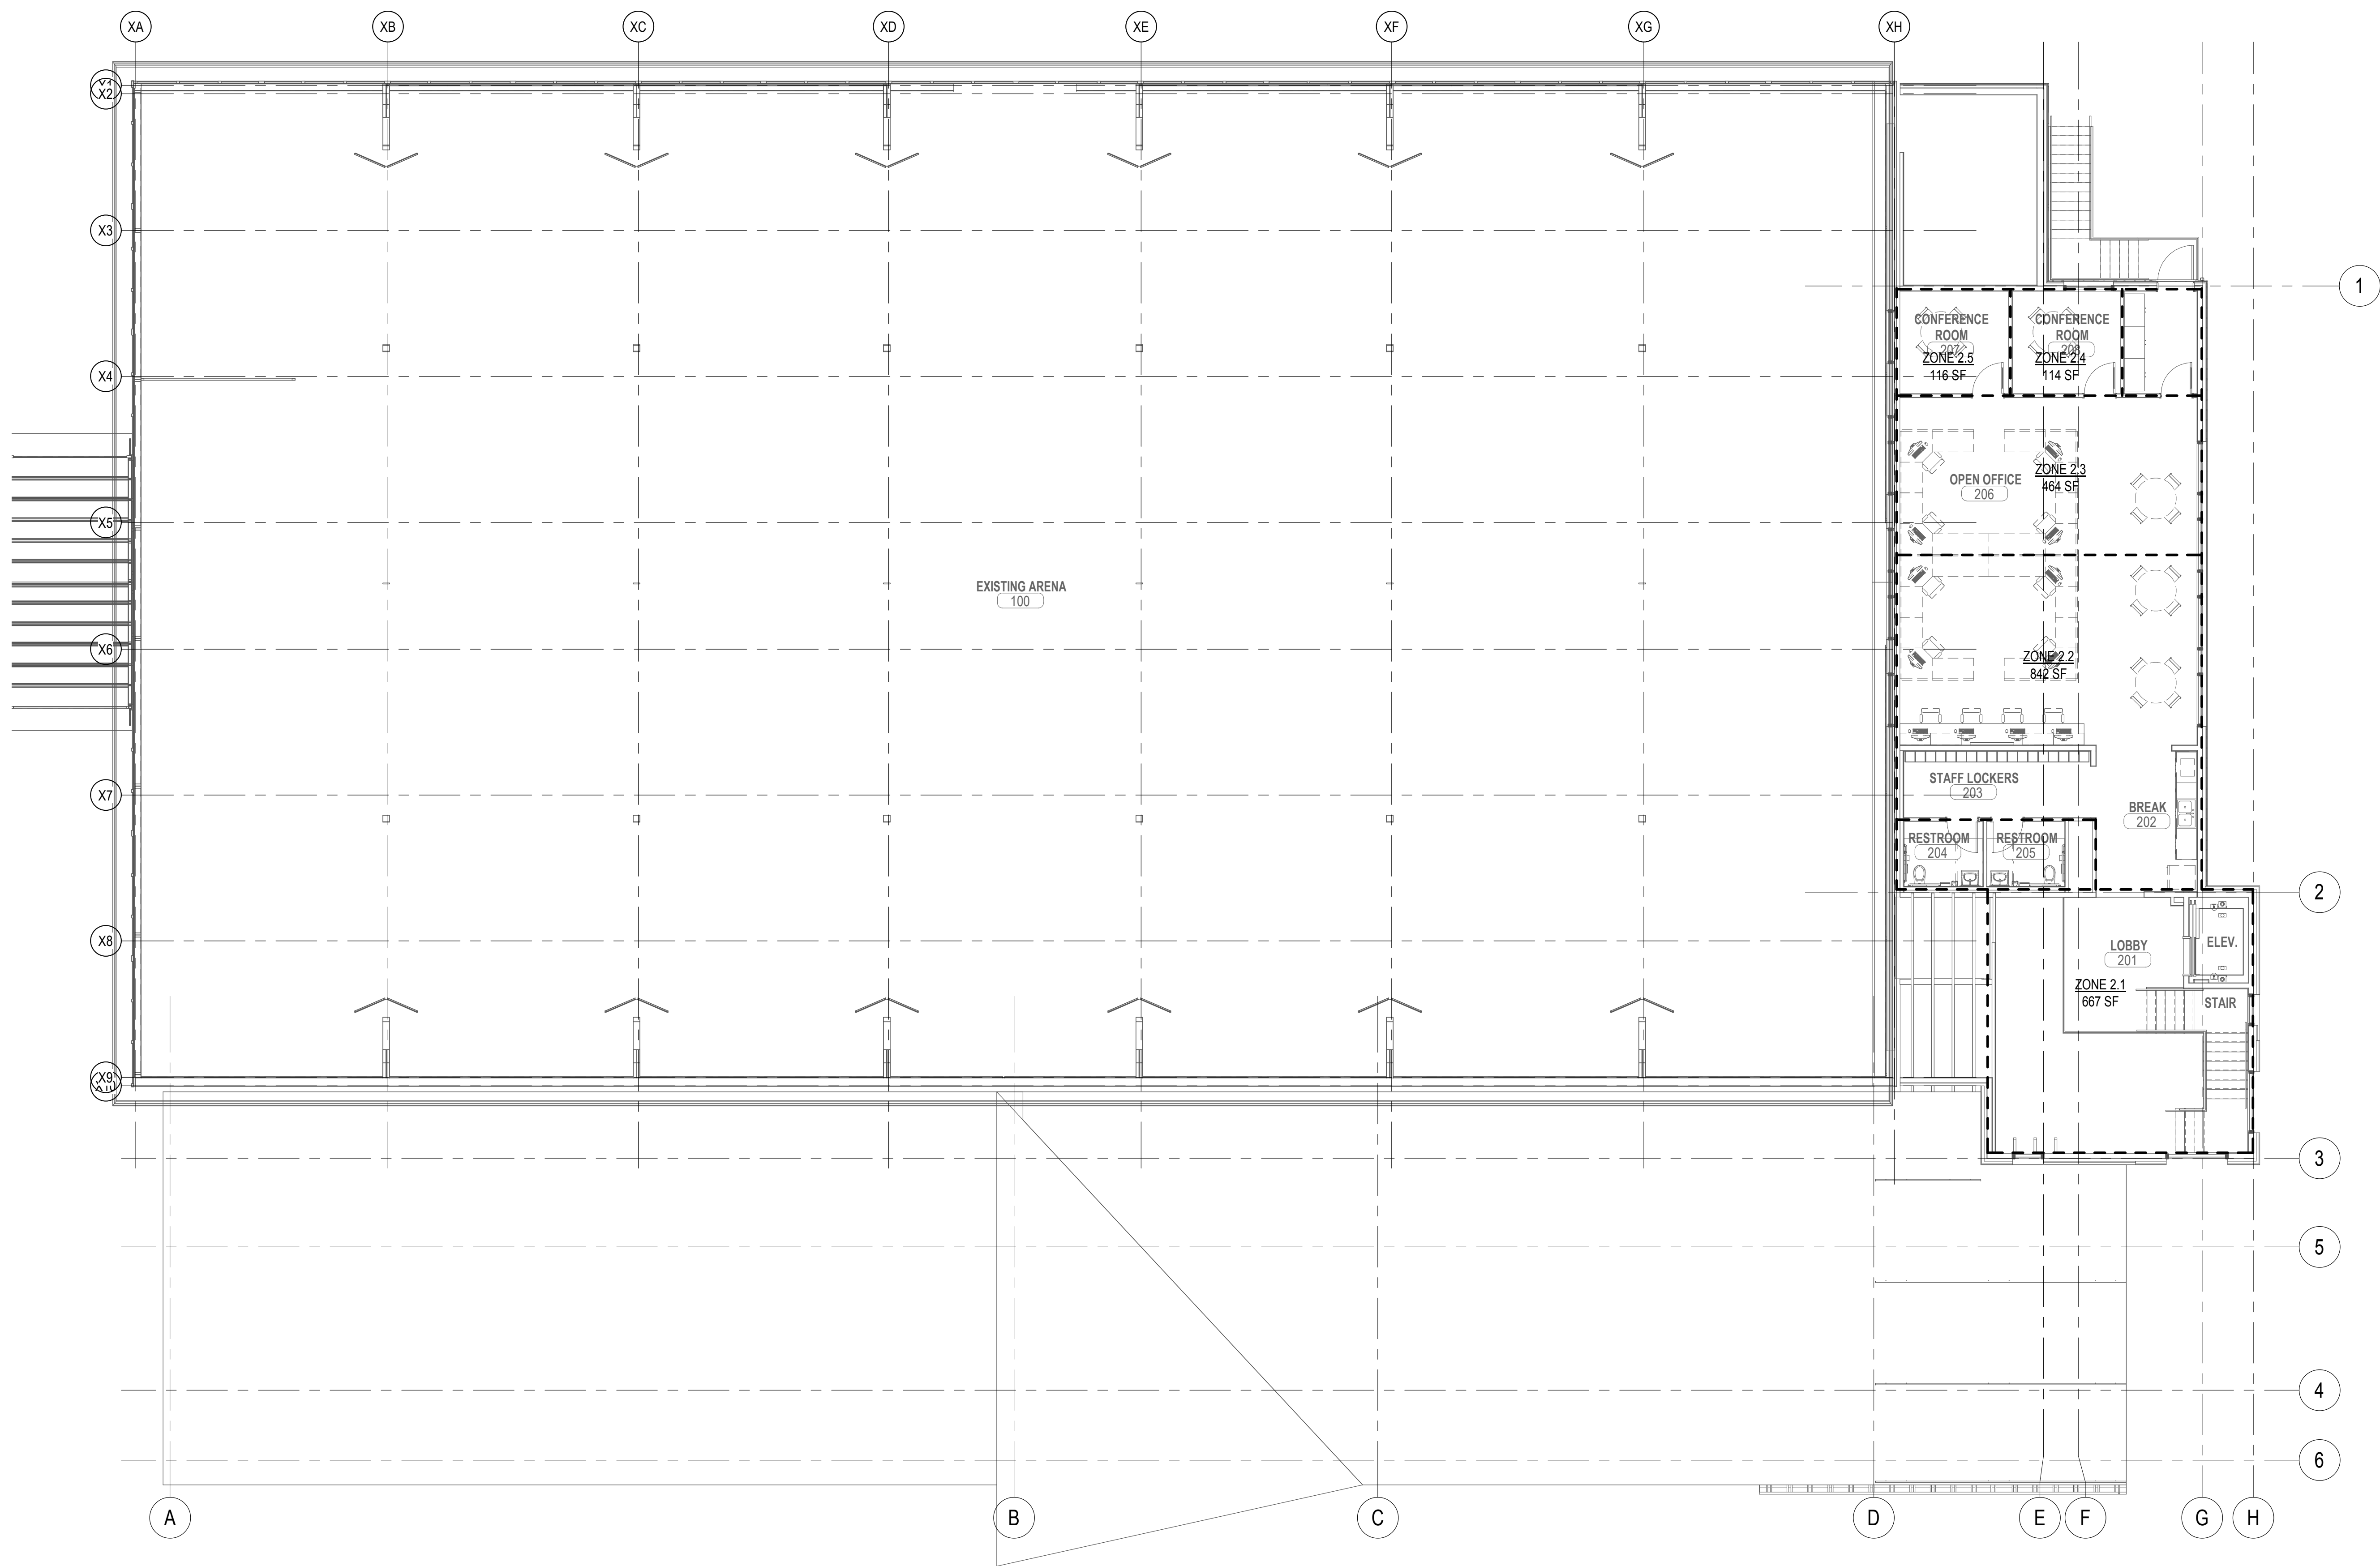 XA
XB
XC
XD
XE
XF
XG
XH
X2
X3
1
CONFERENCE
ROOM
207
ZONE 2.5
116 SF
CONFERENCE
ROOM
208
ZONE 2.4
114 SF
X4
OPEN OFFICE
206
ZONE 2.3
464 SF
X5
EXISTING ARENA
100
X6
ZONE 2.2
842 SF
STAFF LOCKERS
203
X7
BREAK
202
RESTROOM
204
RESTROOM
205
2
X8
LOBBY
201
ELEV.
ZONE 2.1
667 SF
STAIR
X9
3
5
4
6
A
B
C
D
E
F
G
H